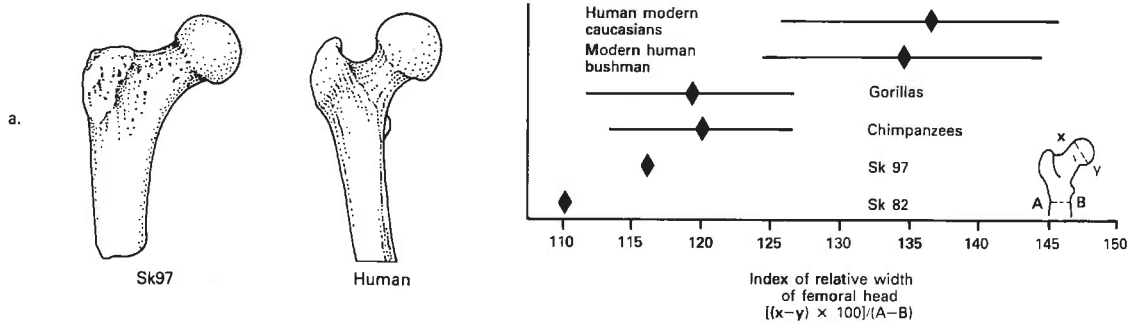 a.
Sk97
Human
Human modern
caucasians
Modern human
bushman
Gorillas
Chimpanzees
Sk 97
Sk 82
x
y
A
B
110
115
120
125
130
135
140
145
150
Index of relative width
of femoral head
[(x–y) × 100]/(A–B)